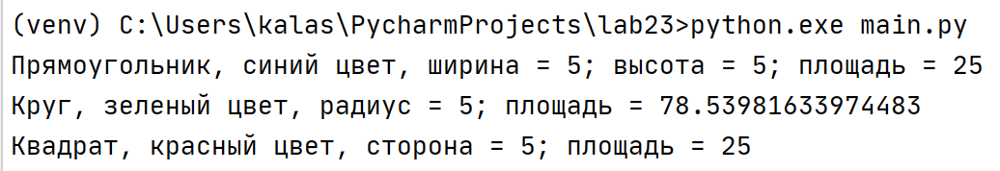 (venv) C:\Users\kalas\PycharmProjects\lab23>python.exe main.py
Прямоугольник, синий цвет, ширина = 5; высота = 5; площадь = 25
Круг, зеленый цвет, радиус = 5; площадь = 78.53981633974483
Квадрат, красный цвет, сторона = 5; площадь = 25